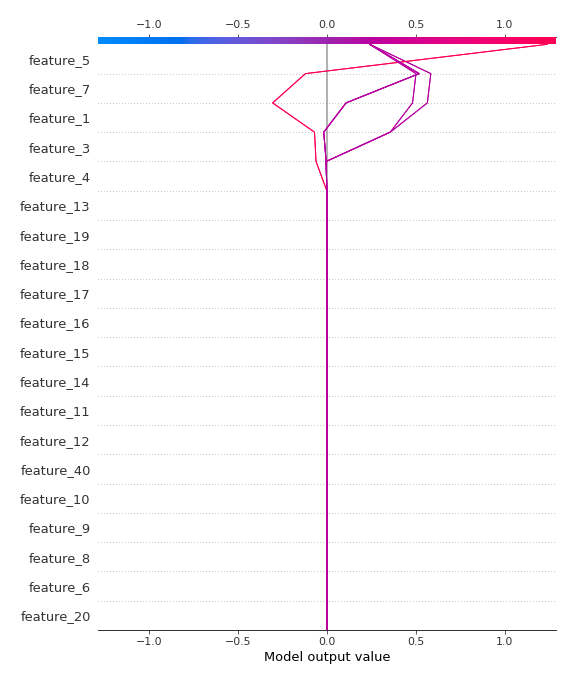 −1.0 −0.5 0.0 0.5 1.0
feature_5
feature_7
feature_1
feature_3
feature_4
feature_13
feature_19
feature_18
feature_17
feature_16
feature_15
feature_14
feature_11
feature_12
feature_40
feature_10
feature_9
feature_8
feature_6
feature_20
−1.0 −0.5 0.0 0.5 1.0
Model output value